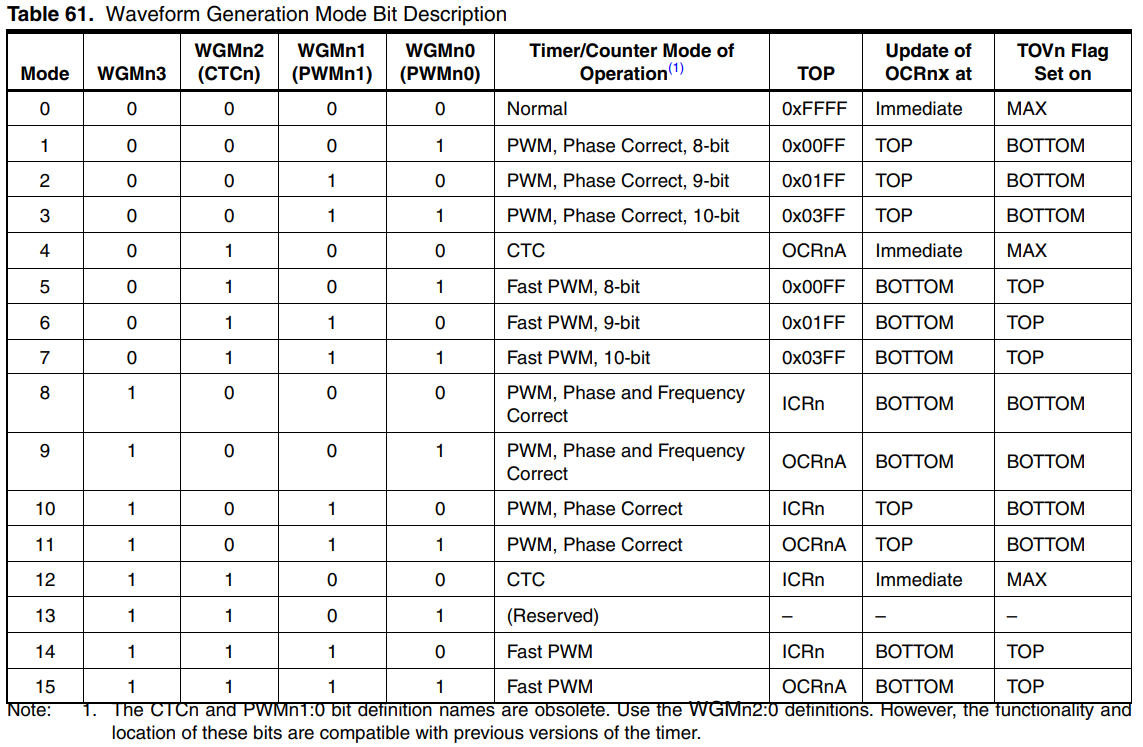 Table 61. Waveform Generation Mode Bit Description
Mode WGMn3 WGMn2 (CTCn) WGMn1 (PWMn1) WGMn0 (PWMn0) Timer/Counter Mode of Operation(1) TOP Update of OCRnx at TOVn Flag Set on
0 0 0 0 0 Normal 0xFFFF Immediate MAX
1 0 0 0 1 PWM, Phase Correct, 8-bit 0x00FF TOP BOTTOM
2 0 0 1 0 PWM, Phase Correct, 9-bit 0x01FF TOP BOTTOM
3 0 0 1 1 PWM, Phase Correct, 10-bit 0x03FF TOP BOTTOM
4 0 1 0 0 CTC OCRnA Immediate MAX
5 0 1 0 1 Fast PWM, 8-bit 0x00FF BOTTOM TOP
6 0 1 1 0 Fast PWM, 9-bit 0x01FF BOTTOM TOP
7 0 1 1 1 Fast PWM, 10-bit 0x03FF BOTTOM TOP
8 1 0 0 0 PWM, Phase and Frequency Correct ICRn BOTTOM BOTTOM
9 1 0 0 1 PWM, Phase and Frequency Correct OCRnA BOTTOM BOTTOM
10 1 0 1 0 PWM, Phase Correct ICRn TOP BOTTOM
11 1 0 1 1 PWM, Phase Correct OCRnA TOP BOTTOM
12 1 1 0 0 CTC ICRn Immediate MAX
13 1 1 0 1 (Reserved) – – –
14 1 1 1 0 Fast PWM ICRn BOTTOM TOP
15 1 1 1 1 Fast PWM OCRnA BOTTOM TOP
Note: 1. The CTCn and PWMn1:0 bit definition names are obsolete. Use the WGMn2:0 definitions. However, the functionality and
location of these bits are compatible with previous versions of the timer.